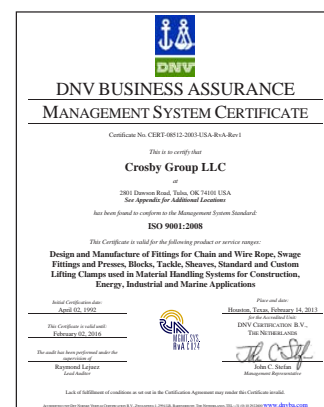 DNV
DNV BUSINESS ASSURANCE
MANAGEMENT SYSTEM CERTIFICATE
Certificate No. CERT-08512-2003-USA-RvA-Rev1
This is to certify that
Crosby Group LLC
at
2801 Dawson Road, Tulsa, OK 74101 USA
See Appendix for Additional Locations
has been found to conform to the Management System Standard:
ISO 9001:2008
This Certificate is valid for the following product or service ranges:
Design and Manufacture of Fittings for Chain and Wire Rope, Swage
Fittings and Presses, Blocks, Tackle, Sheaves, Standard and Custom
Lifting Clamps used in Material Handling Systems for Construction,
Energy, Industrial and Marine Applications
Initial Certification date:
April 02, 1992
This Certificate is valid until:
February 02, 2016
The audit has been performed under the
supervision of
Raymond Lejuez
Lead Auditor
MGMT. SYS.
RvA C024
Place and date:
Houston, Texas, February 14, 2013
for the Accredited Unit:
DNV CERTIFICATION B.V.,
THE NETHERLANDS
John C. Stefan
Management Representative
Lack of fulfillment of conditions as set out in the Certification Agreement may render this Certificate invalid.
www.dnvba.com